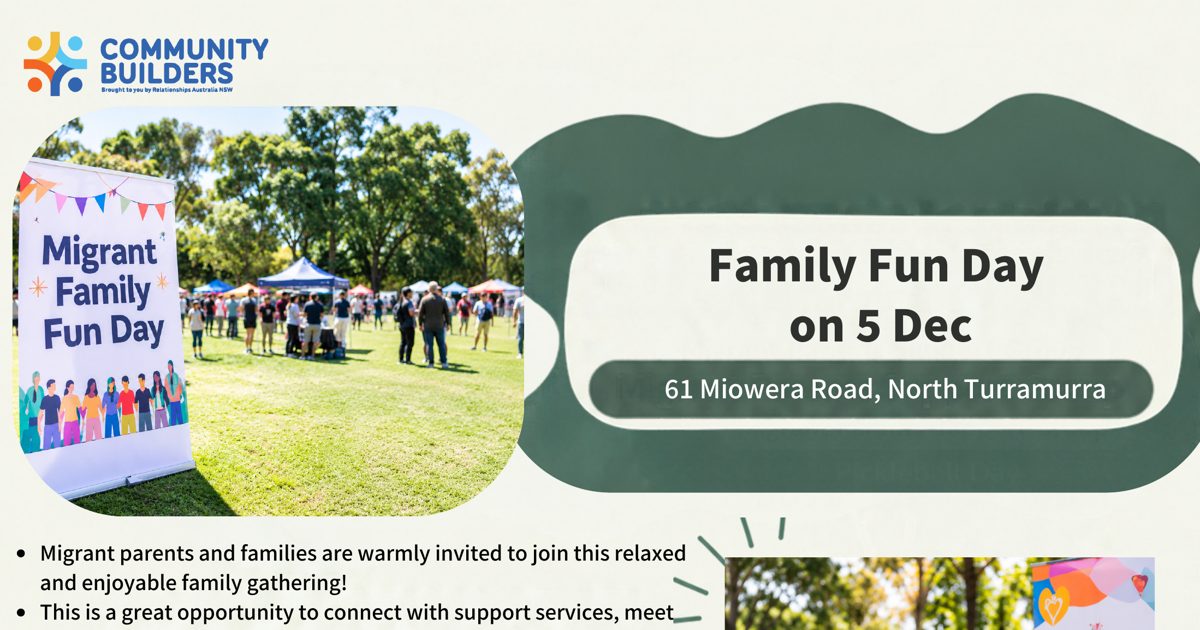 COMMUNITY
BUILDERS
Brought to you by Relationships Australia NSW
Migrant
Family
Fun Day
Family Fun Day
on 5 Dec
61 Miowera Road, North Turramurra
• Migrant parents and families are warmly invited to join this relaxed
and enjoyable family gathering!
• This is a great opportunity to connect with support services, meet